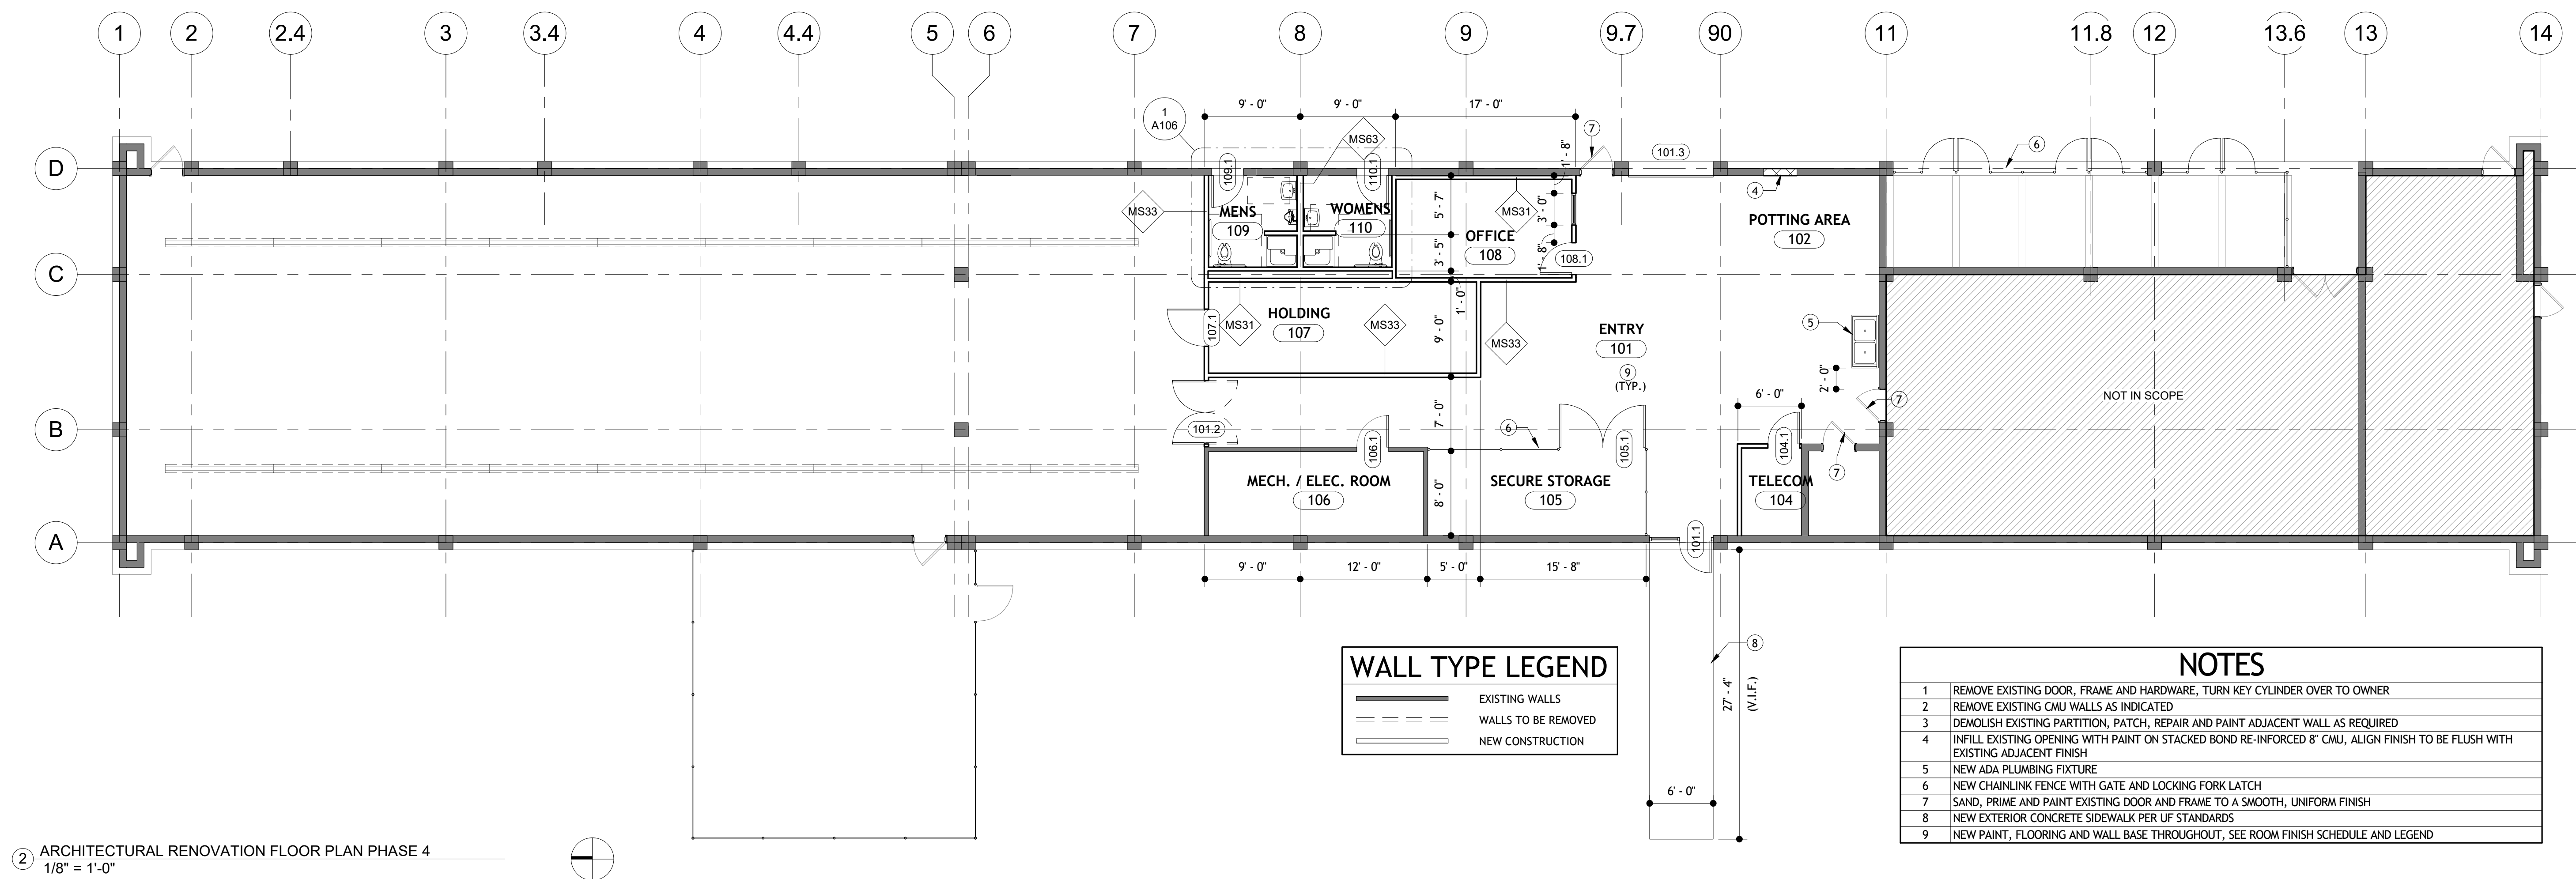 1 2 2.4 3 3.4 4 4.4 5 6 7 8 9 9.7 90 11 11.8 12 13.6 13 14
9' - 0" 9' - 0" 17' - 0"
1
A106
MS63
7
1' - 8"
101.3
6
D
109.1
110.1
4
MS33
MENS
109
WOMENS
110
5' - 7"
MS31
3' - 0"
OFFICE
108
POTTING AREA
102
3' - 5"
1' - 8"
108.1
C
1' - 0"
HOLDING
107
107.1
MS31
MS33
9' - 0"
MS33
ENTRY
101
9
(TYP.)
5
2' - 0"
NOT IN SCOPE
6' - 0"
7
B
101.2
106.1
7' - 0"
6
105.1
104.1
7
MECH. / ELEC. ROOM
106
8' - 0"
SECURE STORAGE
105
TELECOM
104
A
101.1
9' - 0" 12' - 0" 5' - 0" 15' - 8"
8
27' - 4"
(V.I.F.)
6' - 0"
WALL TYPE LEGEND
EXISTING WALLS
WALLS TO BE REMOVED
NEW CONSTRUCTION
NOTES
1 REMOVE EXISTING DOOR, FRAME AND HARDWARE, TURN KEY CYLINDER OVER TO OWNER
2 REMOVE EXISTING CMU WALLS AS INDICATED
3 DEMOLISH EXISTING PARTITION, PATCH, REPAIR AND PAINT ADJACENT WALL AS REQUIRED
4 INFILL EXISTING OPENING WITH PAINT ON STACKED BOND RE-INFORCED 8" CMU, ALIGN FINISH TO BE FLUSH WITH
EXISTING ADJACENT FINISH
5 NEW ADA PLUMBING FIXTURE
6 NEW CHAINLINK FENCE WITH GATE AND LOCKING FORK LATCH
7 SAND, PRIME AND PAINT EXISTING DOOR AND FRAME TO A SMOOTH, UNIFORM FINISH
8 NEW EXTERIOR CONCRETE SIDEWALK PER UF STANDARDS
9 NEW PAINT, FLOORING AND WALL BASE THROUGHOUT, SEE ROOM FINISH SCHEDULE AND LEGEND
2 ARCHITECTURAL RENOVATION FLOOR PLAN PHASE 4
1/8" = 1'-0"